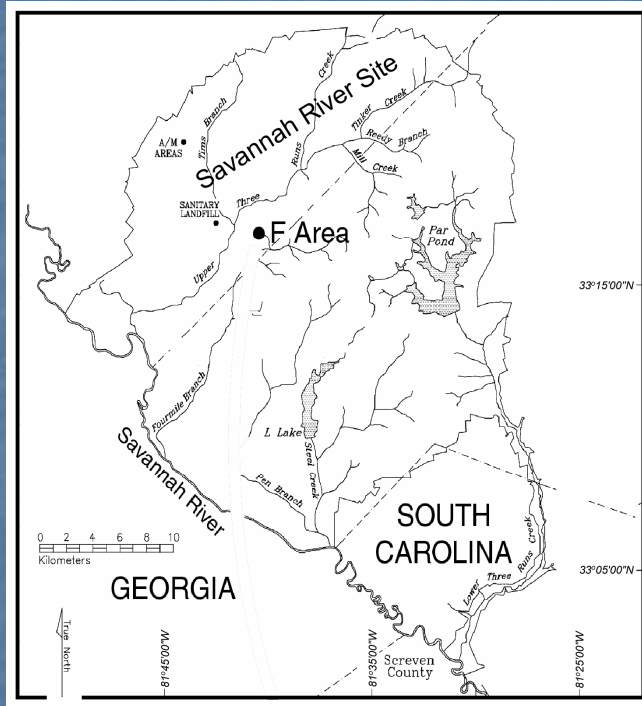 Savannah River Site
Tinker Creek
Reedy Branch
Mill Creek
A/M
AREAS
Tims Branch
SANITARY
LANDFILL
Upper Three Runs Creek
F Area
Par
Pond
33°15'00"N
Fourmile Branch
L Lake
Steel Creek
Pen Branch
Savannah River
0 2 4 6 8 10
Kilometers
SOUTH
CAROLINA
GEORGIA
Lower Three Runs Creek
33°05'00"N
True North
81°45'00"W
81°35'00"W
81°25'00"W
Screven
County